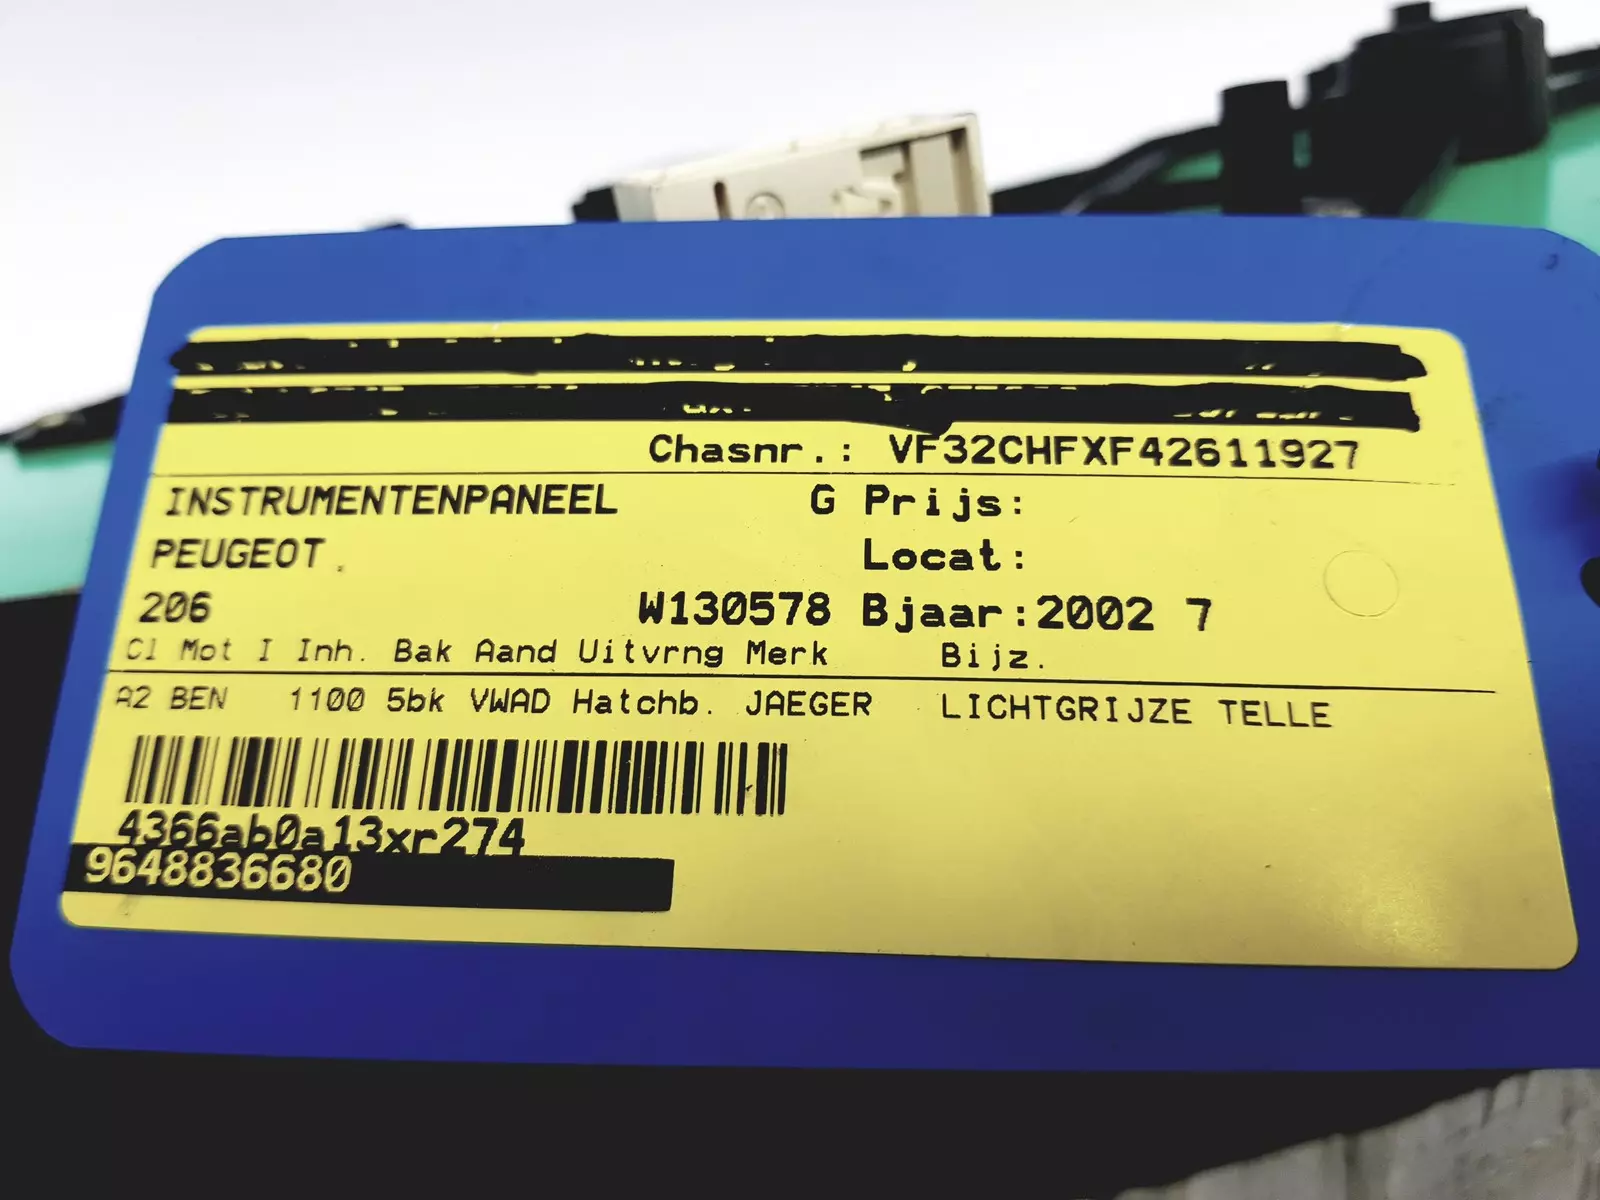 Chasnr.: VF32CHFXF42611927
INSTRUMENTENPANEEL G Prijs:
PEUGEOT. Locat:
206 W130578 Bjaar:2002 7
Cl Mot I Inh. Bak Aand Uitvrng Merk Bijz.
A2 BEN 1100 5bk VWAD Hatchb. JAEGER LICHTGRIJZE TELLE
4366ab0a13xr274
9648836680